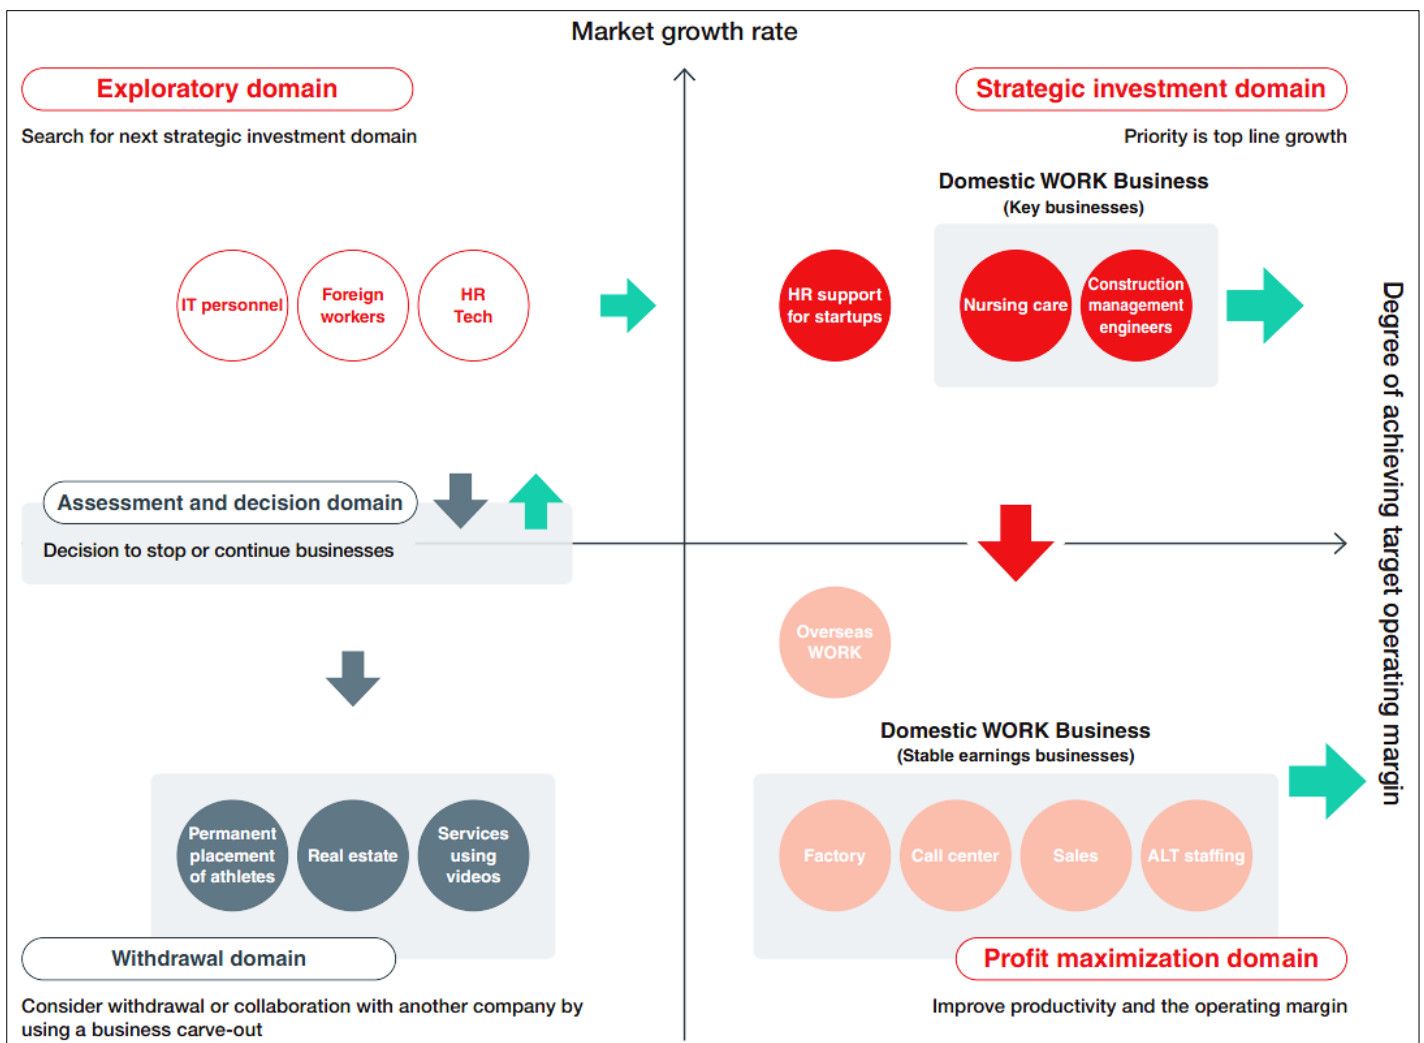 Market growth rate
Exploratory domain
Search for next strategic investment domain
Strategic investment domain
Priority is top line growth
Domestic WORK Business
(Key businesses)
IT personnel
Foreign
workers
HR
Tech
HR support
for startups
Nursing care
Construction
management
engineers
Degree of achieving target operating margin
Assessment and decision domain
Decision to stop or continue businesses
Overseas
WORK
Domestic WORK Business
(Stable earnings businesses)
Permanent
placement
of athletes
Real estate
Services
using
videos
Factory
Call center
Sales
ALT staffing
Withdrawal domain
Consider withdrawal or collaboration with another company by
using a business carve-out
Profit maximization domain
Improve productivity and the operating margin